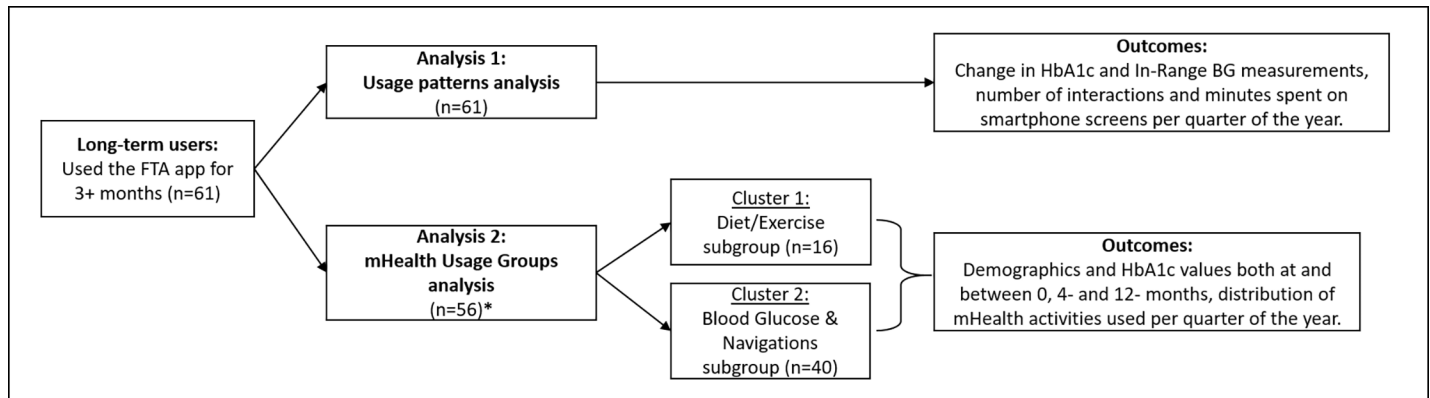 Long-term users:
Used the FTA app for
3+ months (n=61)
Analysis 1:
Usage patterns analysis
(n=61)
Outcomes:
Change in HbA1c and In-Range BG measurements,
number of interactions and minutes spent on
smartphone screens per quarter of the year.
Analysis 2:
mHealth Usage Groups
analysis
(n=56)*
Cluster 1:
Diet/Exercise
subgroup (n=16)
Cluster 2:
Blood Glucose &
Navigations
subgroup (n=40)
Outcomes:
Demographics and HbA1c values both at and
between 0, 4- and 12- months, distribution of
mHealth activities used per quarter of the year.